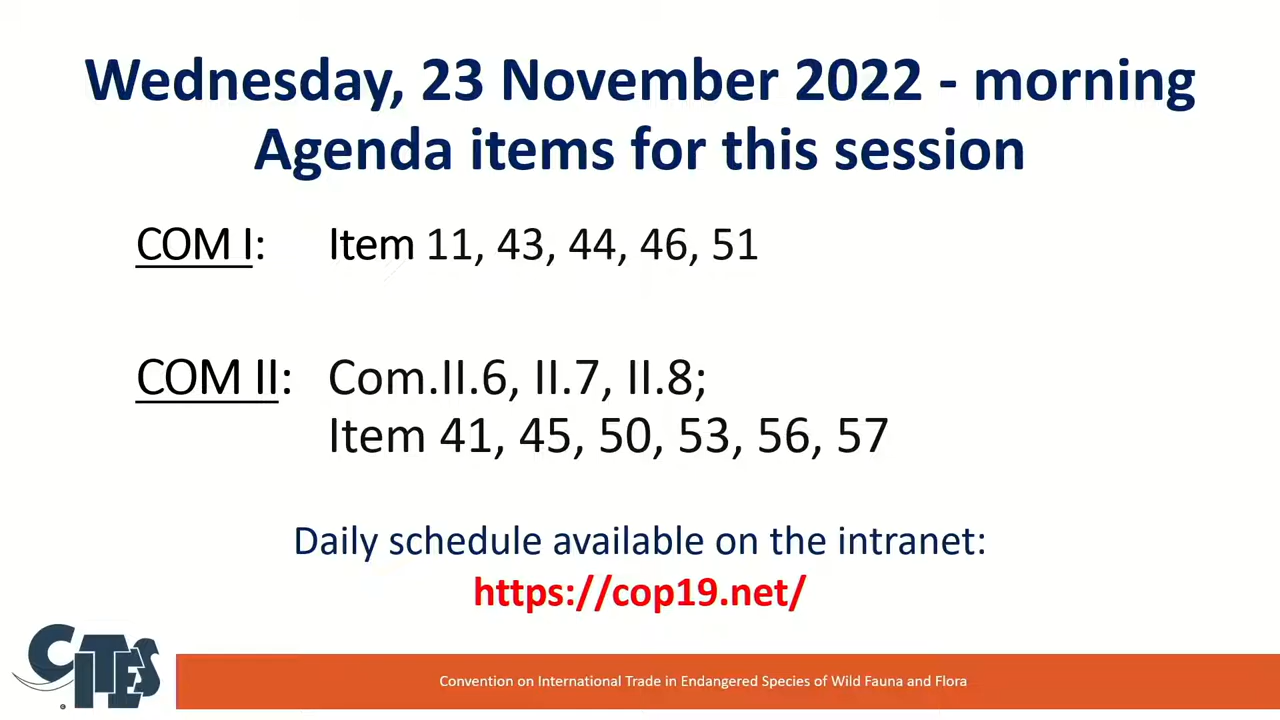 Wednesday, 23 November 2022 - morning
Agenda items for this session
COM I: Item 11, 43, 44, 46, 51
COM II: Com.II.6, II.7, II.8;
Item 41, 45, 50, 53, 56, 57
Daily schedule available on the intranet:
https://cop19.net/
CITES
Convention on International Trade in Endangered Species of Wild Fauna and Flora